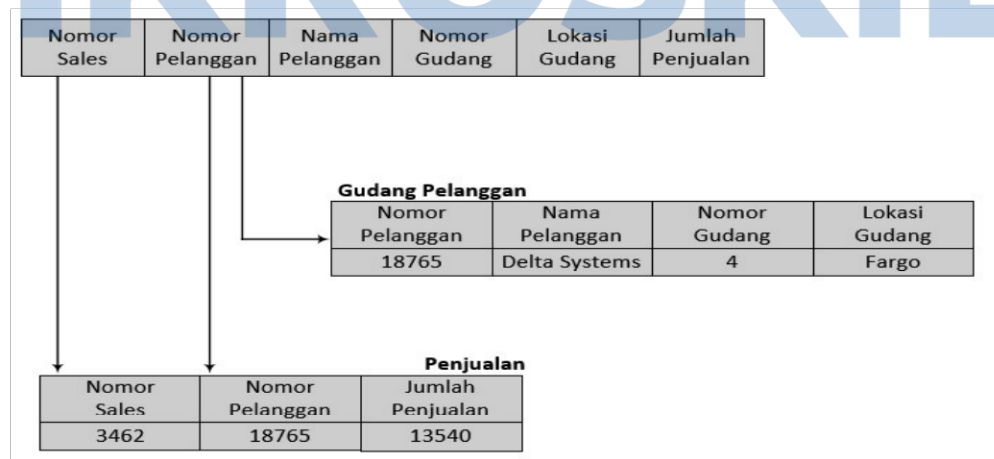 Nomor Nomor Nama Nomor Lokasi Jumlah
Sales Pelanggan Pelanggan Gudang Gudang Penjualan
Gudang Pelanggan
Nomor Nama Nomor Lokasi
Pelanggan Pelanggan Gudang Gudang
18765 Delta Systems 4 Fargo
Penjualan
Nomor Nomor Jumlah
Sales Pelanggan Penjualan
3462 18765 13540